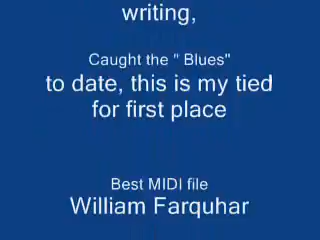 writing,
Caught the " Blues"
to date, this is my tied
for first place
Best MIDI file
William Farquhar